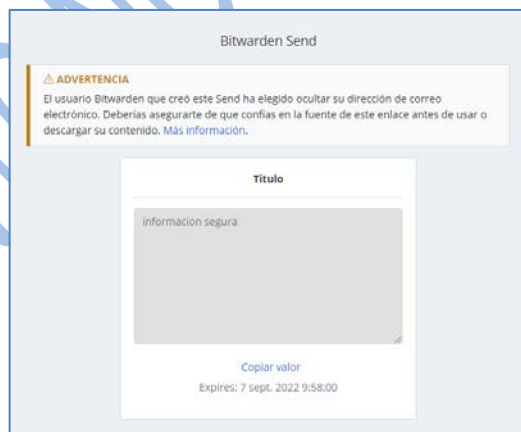 Bitwarden Send
⚠ ADVERTENCIA
El usuario Bitwarden que creó este Send ha elegido ocultar su dirección de correo
electrónico. Deberías asegurarte de que confías en la fuente de este enlace antes de usar o
descargar su contenido. Más información.
Titulo
informacion segura
Copiar valor
Expires: 7 sept. 2022 9:58:00